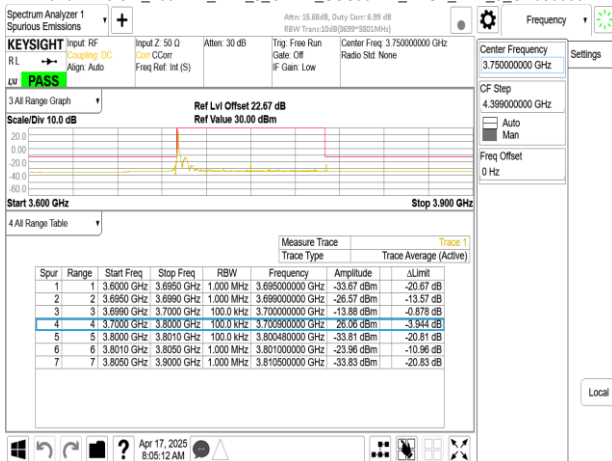 Spectrum Analyzer 1
Spurious Emissions
Attn: 15.68dB, Duty Corr: 6.99 dB
RBW Trans:10dB(3699~3801MHz)
Frequency
KEYSIGHT
Input: RF
Input Z: 50 Ω
Atten: 30 dB
Trig: Free Run
Center Freq: 3.750000000 GHz
RL
Coupling: DC
Corr CCorr
Gate: Off
Radio Std: None
Align: Auto
Freq Ref: Int (S)
IF Gain: Low
LXI
PASS
Center Frequency
3.750000000 GHz
Settings
CF Step
4.399000000 GHz
Auto
Man
Freq Offset
0 Hz
3 All Range Graph
Ref Lvl Offset 22.67 dB
Scale/Div 10.0 dB
Ref Value 30.00 dBm
20.0
0.00
-20.0
-40.0
-60.0
Start 3.600 GHz
Stop 3.900 GHz
4 All Range Table
Measure Trace Trace 1
Trace Type Trace Average (Active)
Spur Range Start Freq Stop Freq RBW Frequency Amplitude ΔLimit
1 1 3.6000 GHz 3.6950 GHz 1.000 MHz 3.695000000 GHz -33.67 dBm -20.67 dB
2 2 3.6950 GHz 3.6990 GHz 1.000 MHz 3.699000000 GHz -26.57 dBm -13.57 dB
3 3 3.6990 GHz 3.7000 GHz 100.0 kHz 3.700000000 GHz -13.88 dBm -0.878 dB
4 4 3.7000 GHz 3.8000 GHz 100.0 kHz 3.700900000 GHz 26.06 dBm -3.944 dB
5 5 3.8000 GHz 3.8010 GHz 100.0 kHz 3.800480000 GHz -33.81 dBm -20.81 dB
6 6 3.8010 GHz 3.8050 GHz 1.000 MHz 3.801000000 GHz -23.96 dBm -10.96 dB
7 7 3.8050 GHz 3.9000 GHz 1.000 MHz 3.810500000 GHz -33.83 dBm -20.83 dB
Local
?
Apr 17, 2025
8:05:12 AM